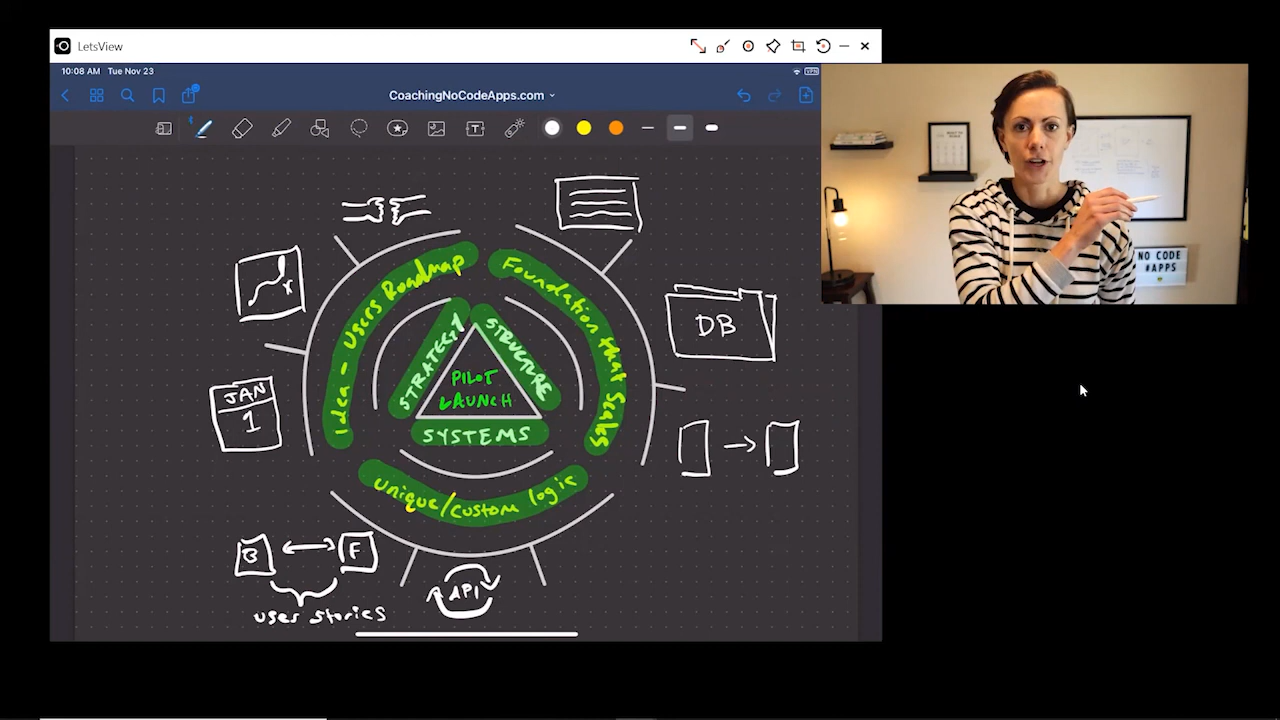 LetsView
10:08 AM Tue Nov 23
VPN
CoachingNoCodeApps.com
T
Idea - Users Roadmap
Foundation that Scales
STRATEGY
STRUCTURE
PILOT
LAUNCH
SYSTEMS
Unique/Custom logic
JAN
1
DB
B
F
user stories
API
NO CODE
#APPS